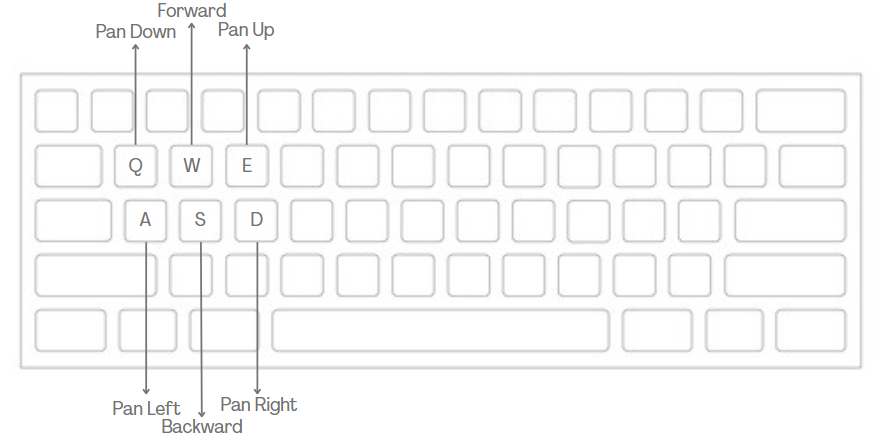 Forward
Pan Down
Pan Up
Q W E
A S D
Pan Left
Pan Right
Backward